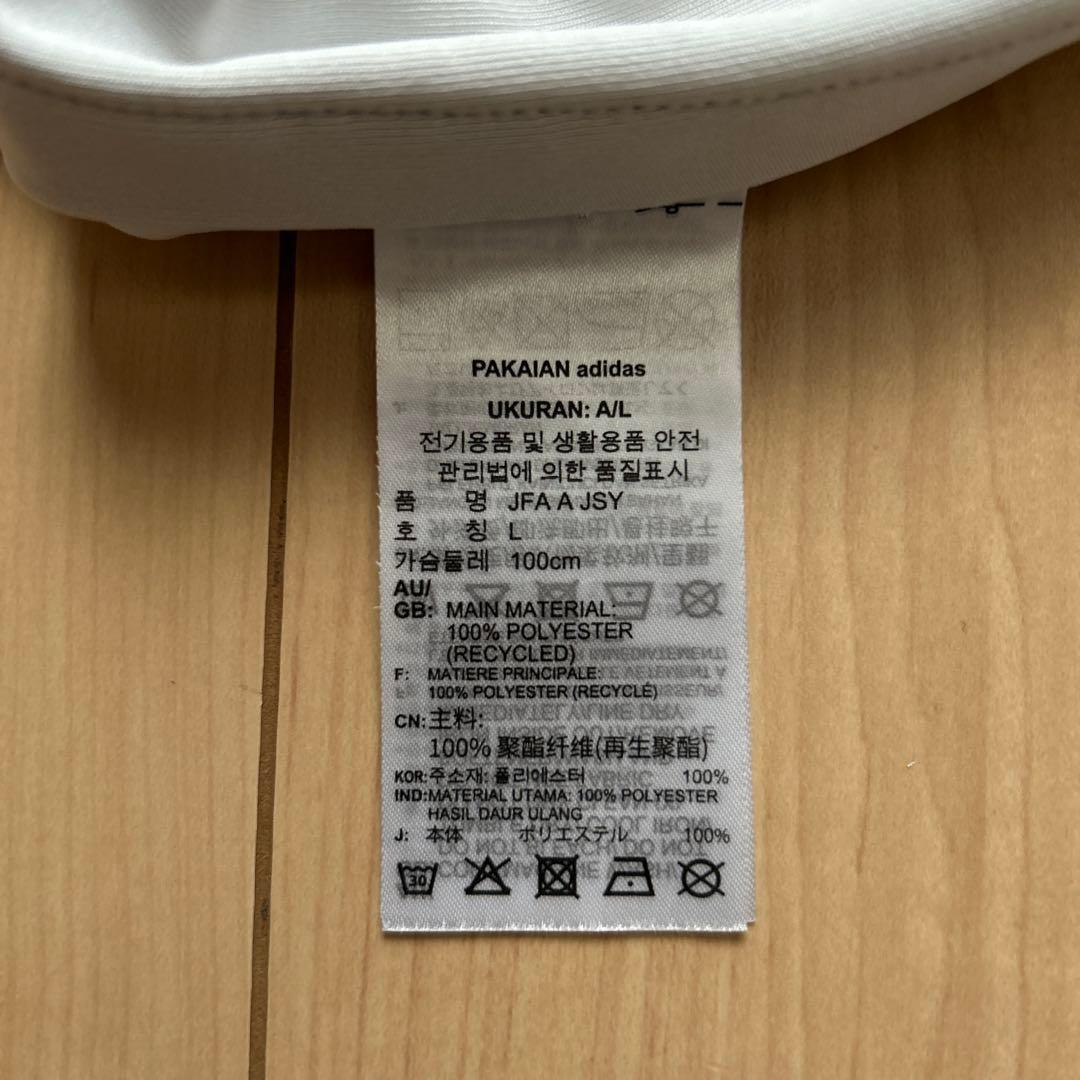 PAKAIAN adidas
UKURAN: A/L
전기용품 및 생활용품 안전
관리법에 의한 품질표시
품 명 JFA A JSY
호 칭 L
가슴둘레 100cm
AU/
GB: MAIN MATERIAL:
100% POLYESTER
(RECYCLED)
F: MATIERE PRINCIPALE:
100% POLYESTER (RECYCLÉ)
CN: 主料:
100% 聚酯纤维(再生聚酯)
KOR: 주소재: 폴리에스터 100%
IND: MATERIAL UTAMA: 100% POLYESTER
HASIL DAUR ULANG
J: 本体 ポリエステル 100%
30